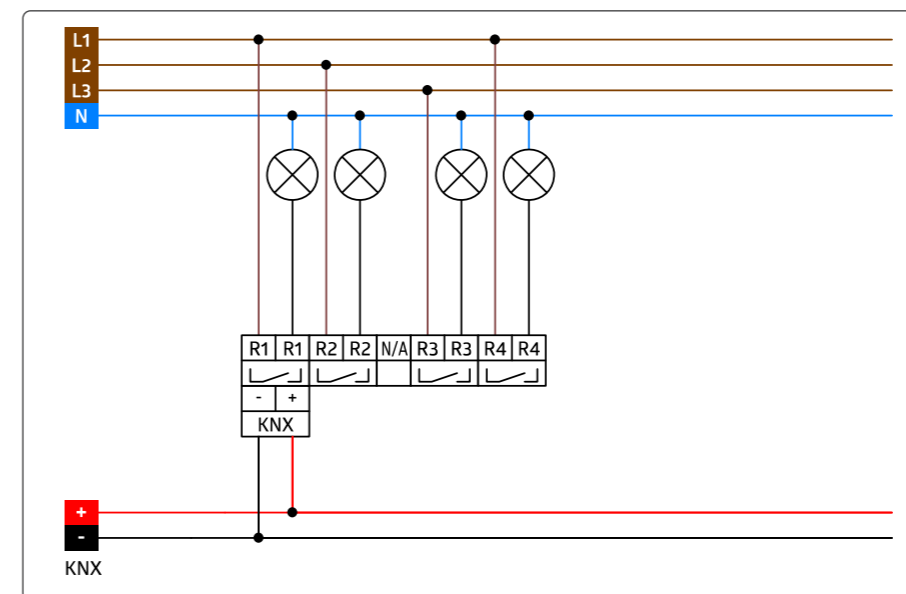 L1
L2
L3
N
R1 R1 R2 R2 N/A R3 R3 R4 R4
- +
KNX
+
-
KNX